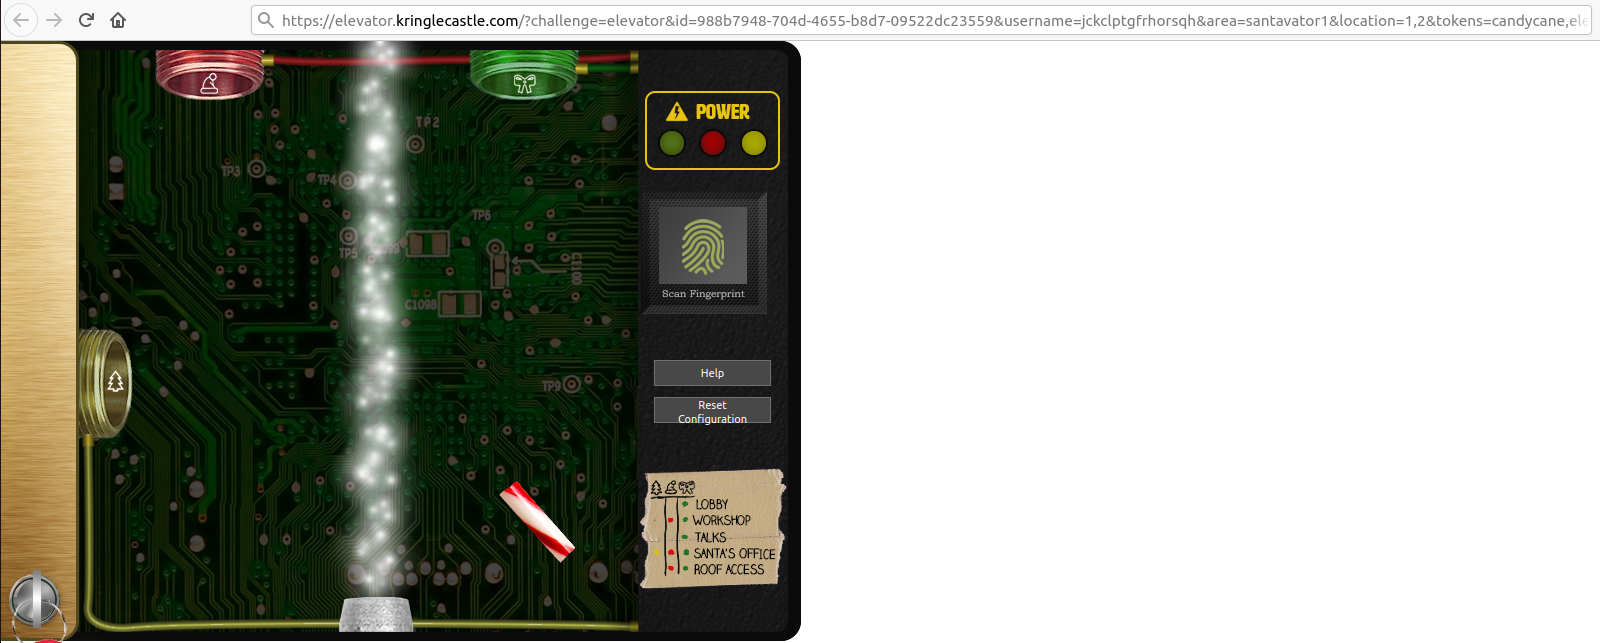 https://elevator.kringlecastle.com/?challenge=elevator&id=988b7948-704d-4655-b8d7-09522dc23559&username=jckclptgfrhorsqh&area=santavator1&location=1,2&tokens=candycane,ele
POWER
TP2
TP3
TP4
TP6
TP5
C1098
C1100
TP9
Scan Fingerprint
Help
Reset
Configuration
LOBBY
WORKSHOP
TALKS
SANTA'S OFFICE
ROOF ACCESS